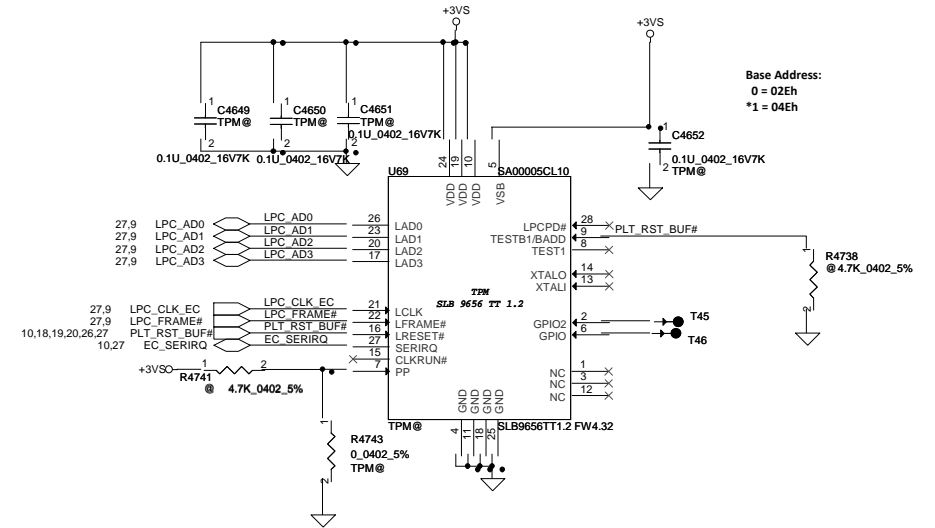 +3VS
+3VS
Base Address:
0 = 02Eh
*1 = 04Eh
1
C4649
TPM@
2
0.1U_0402_16V7K
1
C4650
TPM@
2
0.1U_0402_16V7K
1
C4651
TPM@
0.1U_0402_16V7K
2
1
C4652
0.1U_0402_16V7K
2
TPM@
U69
SA00005CL10
24
19
10
5
VDD
VDD
VDD
VSB
27,9 LPC_AD0 LPC_AD0 26 LAD0
27,9 LPC_AD1 LPC_AD1 23 LAD1
27,9 LPC_AD2 LPC_AD2 20 LAD2
27,9 LPC_AD3 LPC_AD3 17 LAD3
LPCPD# 28
TESTB1/BADD 9 PLT_RST_BUF#
TEST1 8
XTALO 14
XTALI 13
1
R4738
@ 4.7K_0402_5%
2
TPM
SLB 9656 TT 1.2
27,9 LPC_CLK_EC LPC_CLK_EC 21 LCLK
27,9 LPC_FRAME# LPC_FRAME# 22 LFRAME#
10,18,19,20,26,27 PLT_RST_BUF# PLT_RST_BUF# 16 LRESET#
10,27 EC_SERIRQ EC_SERIRQ 27 SERIRQ
15 CLKRUN#
7 PP
GPIO2 2 T45
GPIO 6 T46
NC 1
NC 3
NC 12
+3VS 1 2
R4741
@ 4.7K_0402_5%
GND
GND
GND
GND
4
11
18
25
TPM@
SLB9656TT1.2 FW4.32
1
R4743
0_0402_5%
TPM@
2